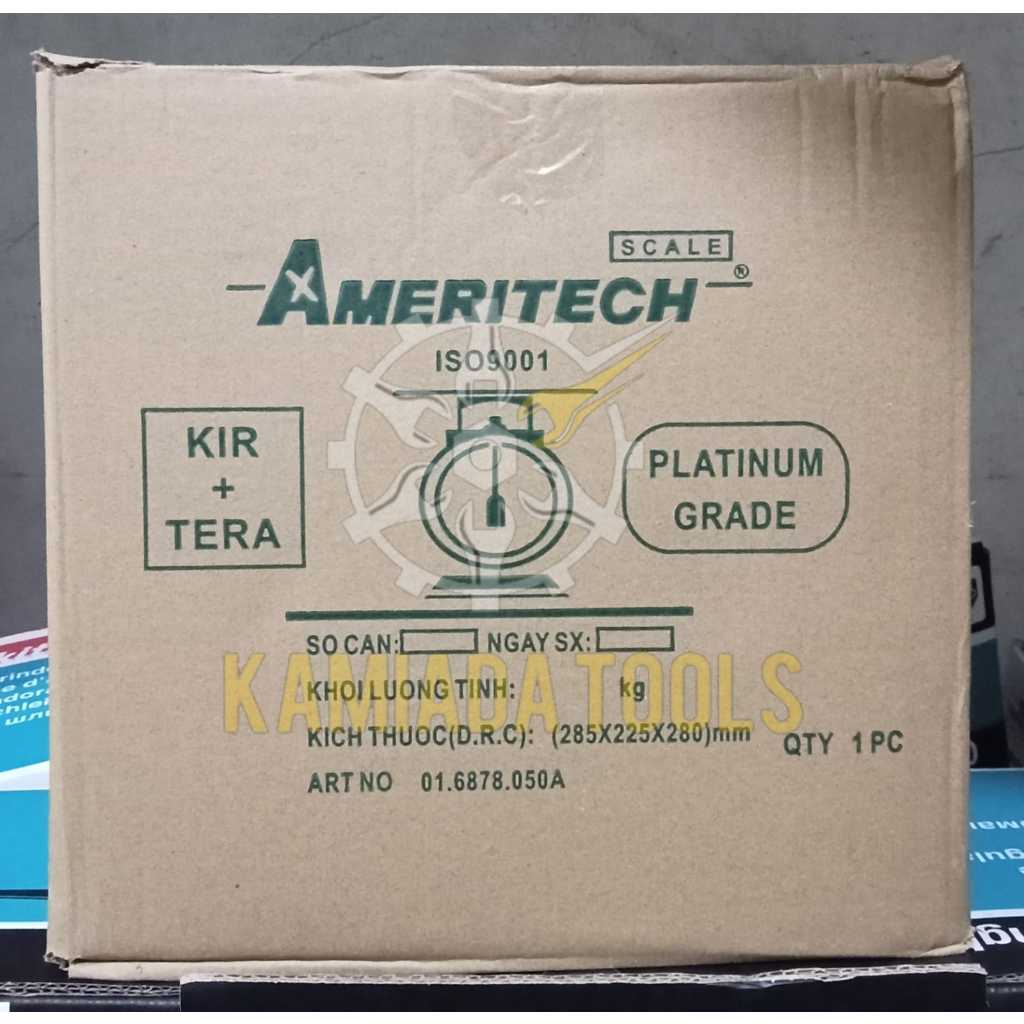 SCALE
AMERITECH®
ISO9001
KIR
+
TERA
PLATINUM
GRADE
SO CAN: NGAY SX:
KAMIADA TOOLS
KHOI LUONG TINH: kg
KICH THUOC(D.R.C): (285X225X280)mm
QTY 1 PC
ART NO 01.6878.050A